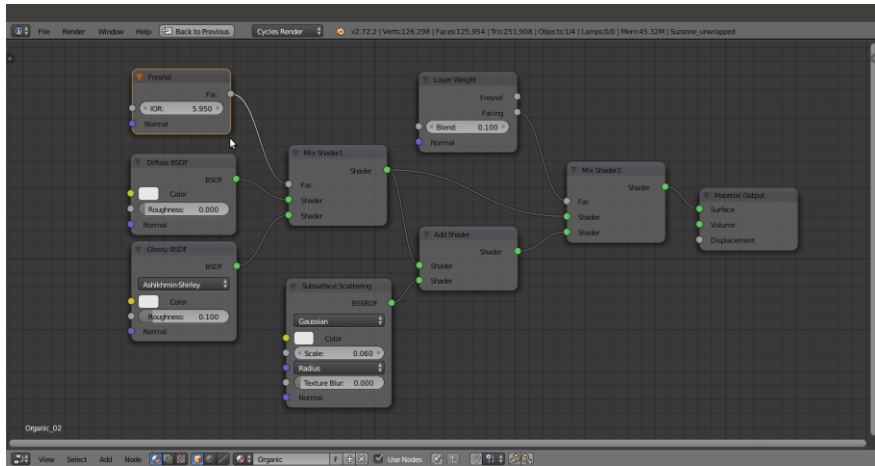 File Render Window Help Back to Previous Cycles Render v2.72.2 | Verts:126,298 | Faces:125,954 | Tris:251,908 | Objects:1/4 | Lamps:0/0 | Mem:45.32M | Suzanne_unwrapped
Fresnel
Fac
IOR: 5.950
Normal
Layer Weight
Fresnel
Facing
Blend: 0.100
Normal
Diffuse BSDF
BSDF
Color
Roughness: 0.000
Normal
Mix Shader1
Shader
Fac
Shader
Shader
Mix Shader2
Shader
Fac
Shader
Shader
Material Output
Surface
Volume
Displacement
Glossy BSDF
BSDF
Ashikhmin-Shirley
Color
Roughness: 0.100
Normal
Add Shader
Shader
Shader
Shader
Subsurface Scattering
BSSRDF
Gaussian
Color
Scale: 0.060
Radius
Texture Blur: 0.000
Normal
Organic_02
View Select Add Node Organic F Use Nodes